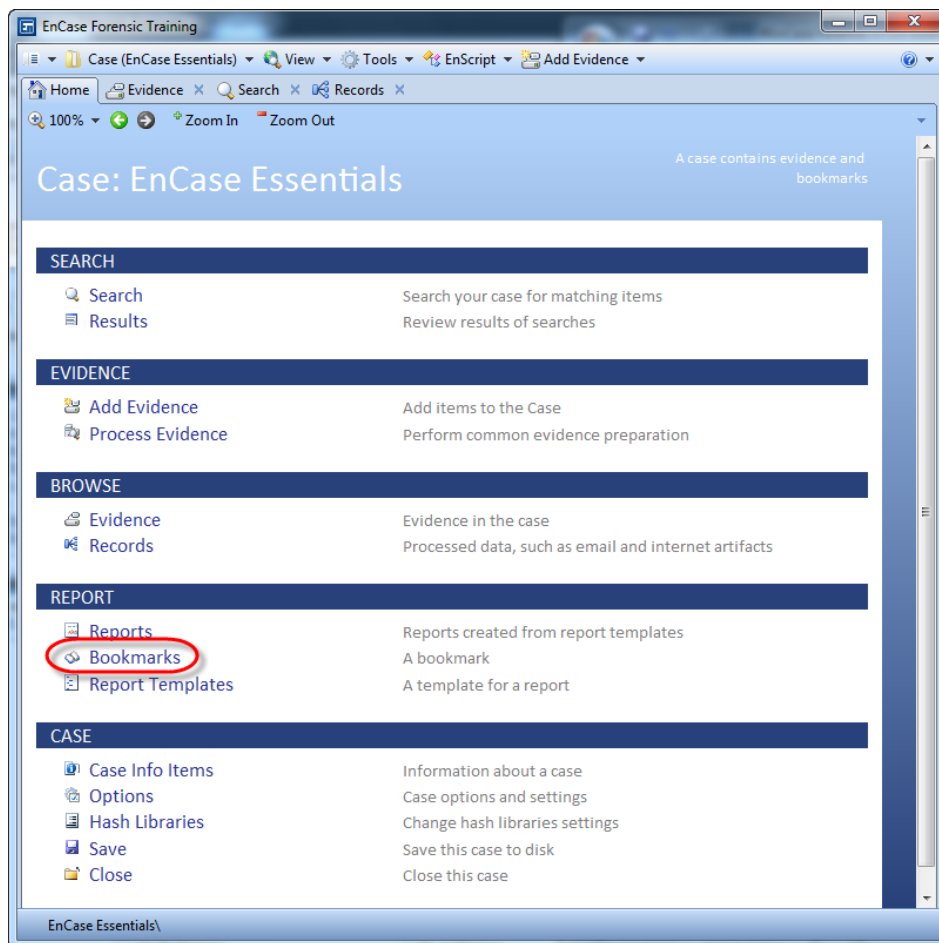 EnCase Forensic Training
Case (EnCase Essentials) View Tools EnScript Add Evidence
Home Evidence Search Records
100% Zoom In Zoom Out
Case: EnCase Essentials
A case contains evidence and
bookmarks
SEARCH
Search Search your case for matching items
Results Review results of searches
EVIDENCE
Add Evidence Add items to the Case
Process Evidence Perform common evidence preparation
BROWSE
Evidence Evidence in the case
Records Processed data, such as email and internet artifacts
REPORT
Reports Reports created from report templates
Bookmarks A bookmark
Report Templates A template for a report
CASE
Case Info Items Information about a case
Options Case options and settings
Hash Libraries Change hash libraries settings
Save Save this case to disk
Close Close this case
EnCase Essentials\